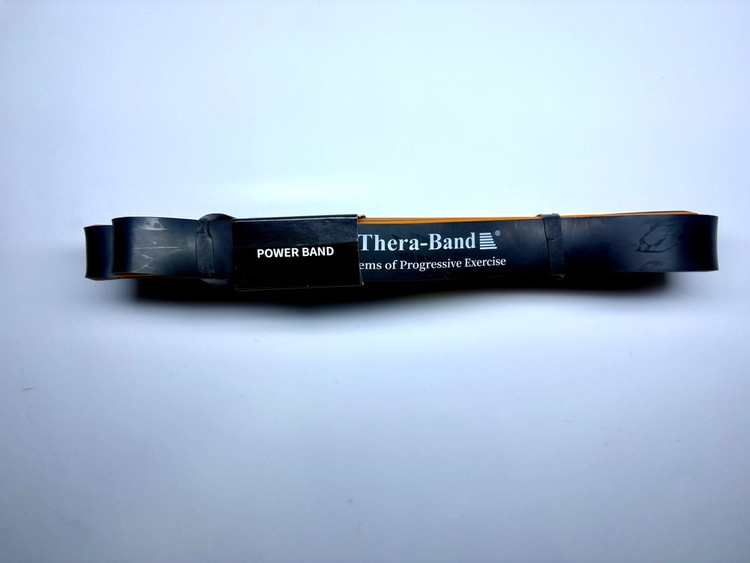 POWER BAND
Thera-Band®
ems of Progressive Exercise